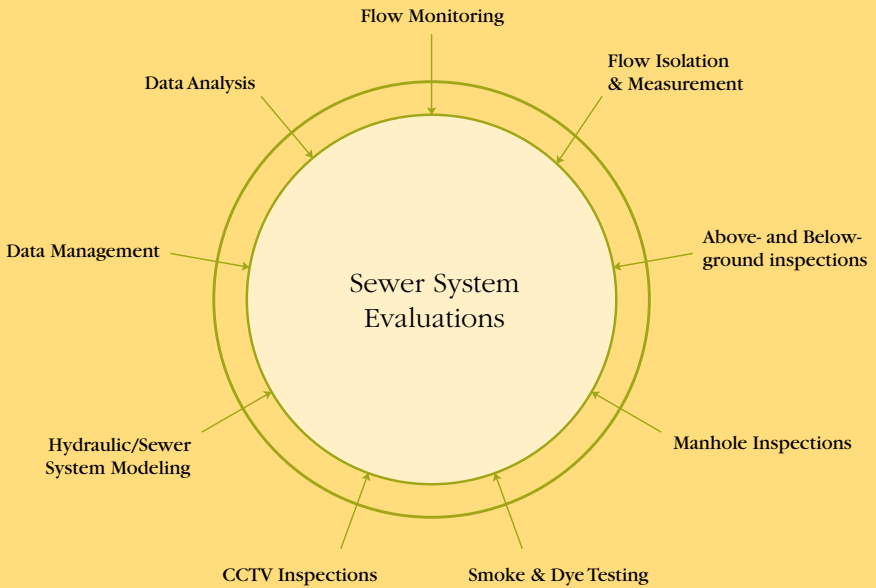 Flow Monitoring
Flow Isolation
& Measurement
Data Analysis
Above- and Below-
ground inspections
Data Management
Sewer System
Evaluations
Manhole Inspections
Hydraulic/Sewer
System Modeling
CCTV Inspections
Smoke & Dye Testing